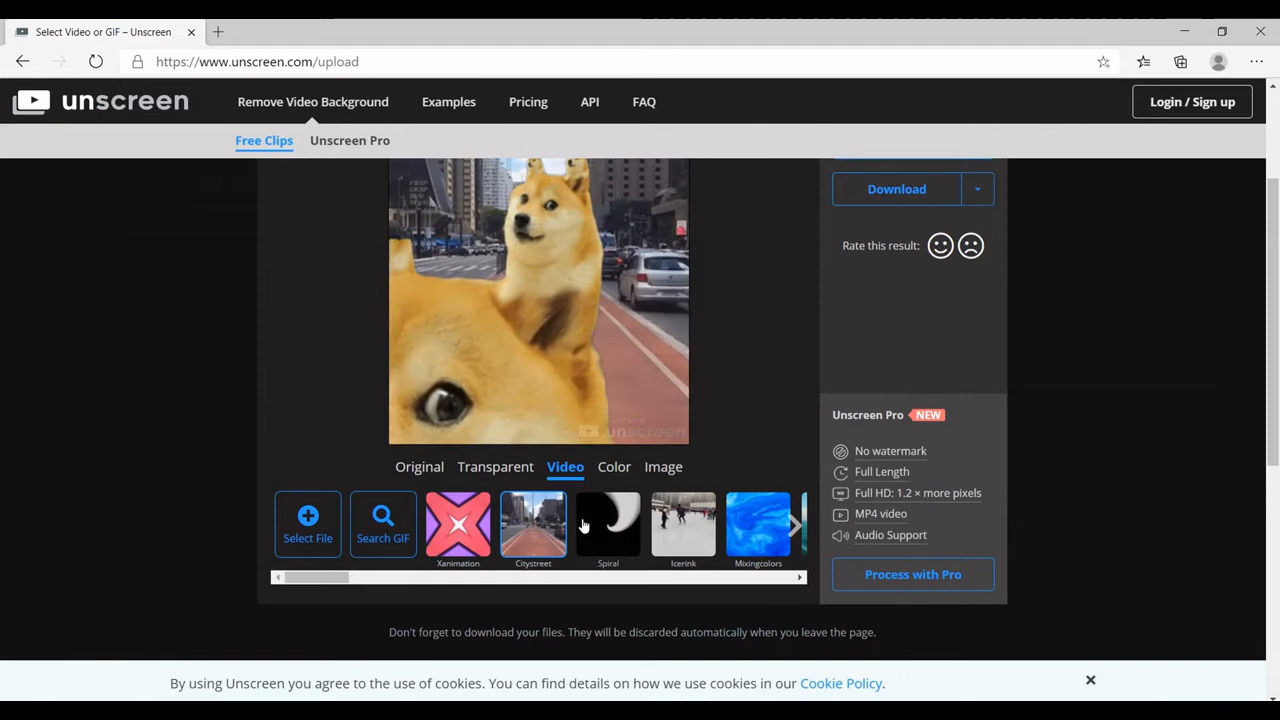 Select Video or GIF – Unscreen
https://www.unscreen.com/upload
unscreen
Remove Video Background
Examples
Pricing
API
FAQ
Login / Sign up
Free Clips
Unscreen Pro
Download
Rate this result:
unscreen
Original
Transparent
Video
Color
Image
Select File
Search GIF
Xanimation
Citystreet
Spiral
Icerink
Mixingcolors
Unscreen Pro
NEW
No watermark
Full Length
Full HD: 1.2 × more pixels
MP4 video
Audio Support
Process with Pro
Don't forget to download your files. They will be discarded automatically when you leave the page.
By using Unscreen you agree to the use of cookies. You can find details on how we use cookies in our Cookie Policy.